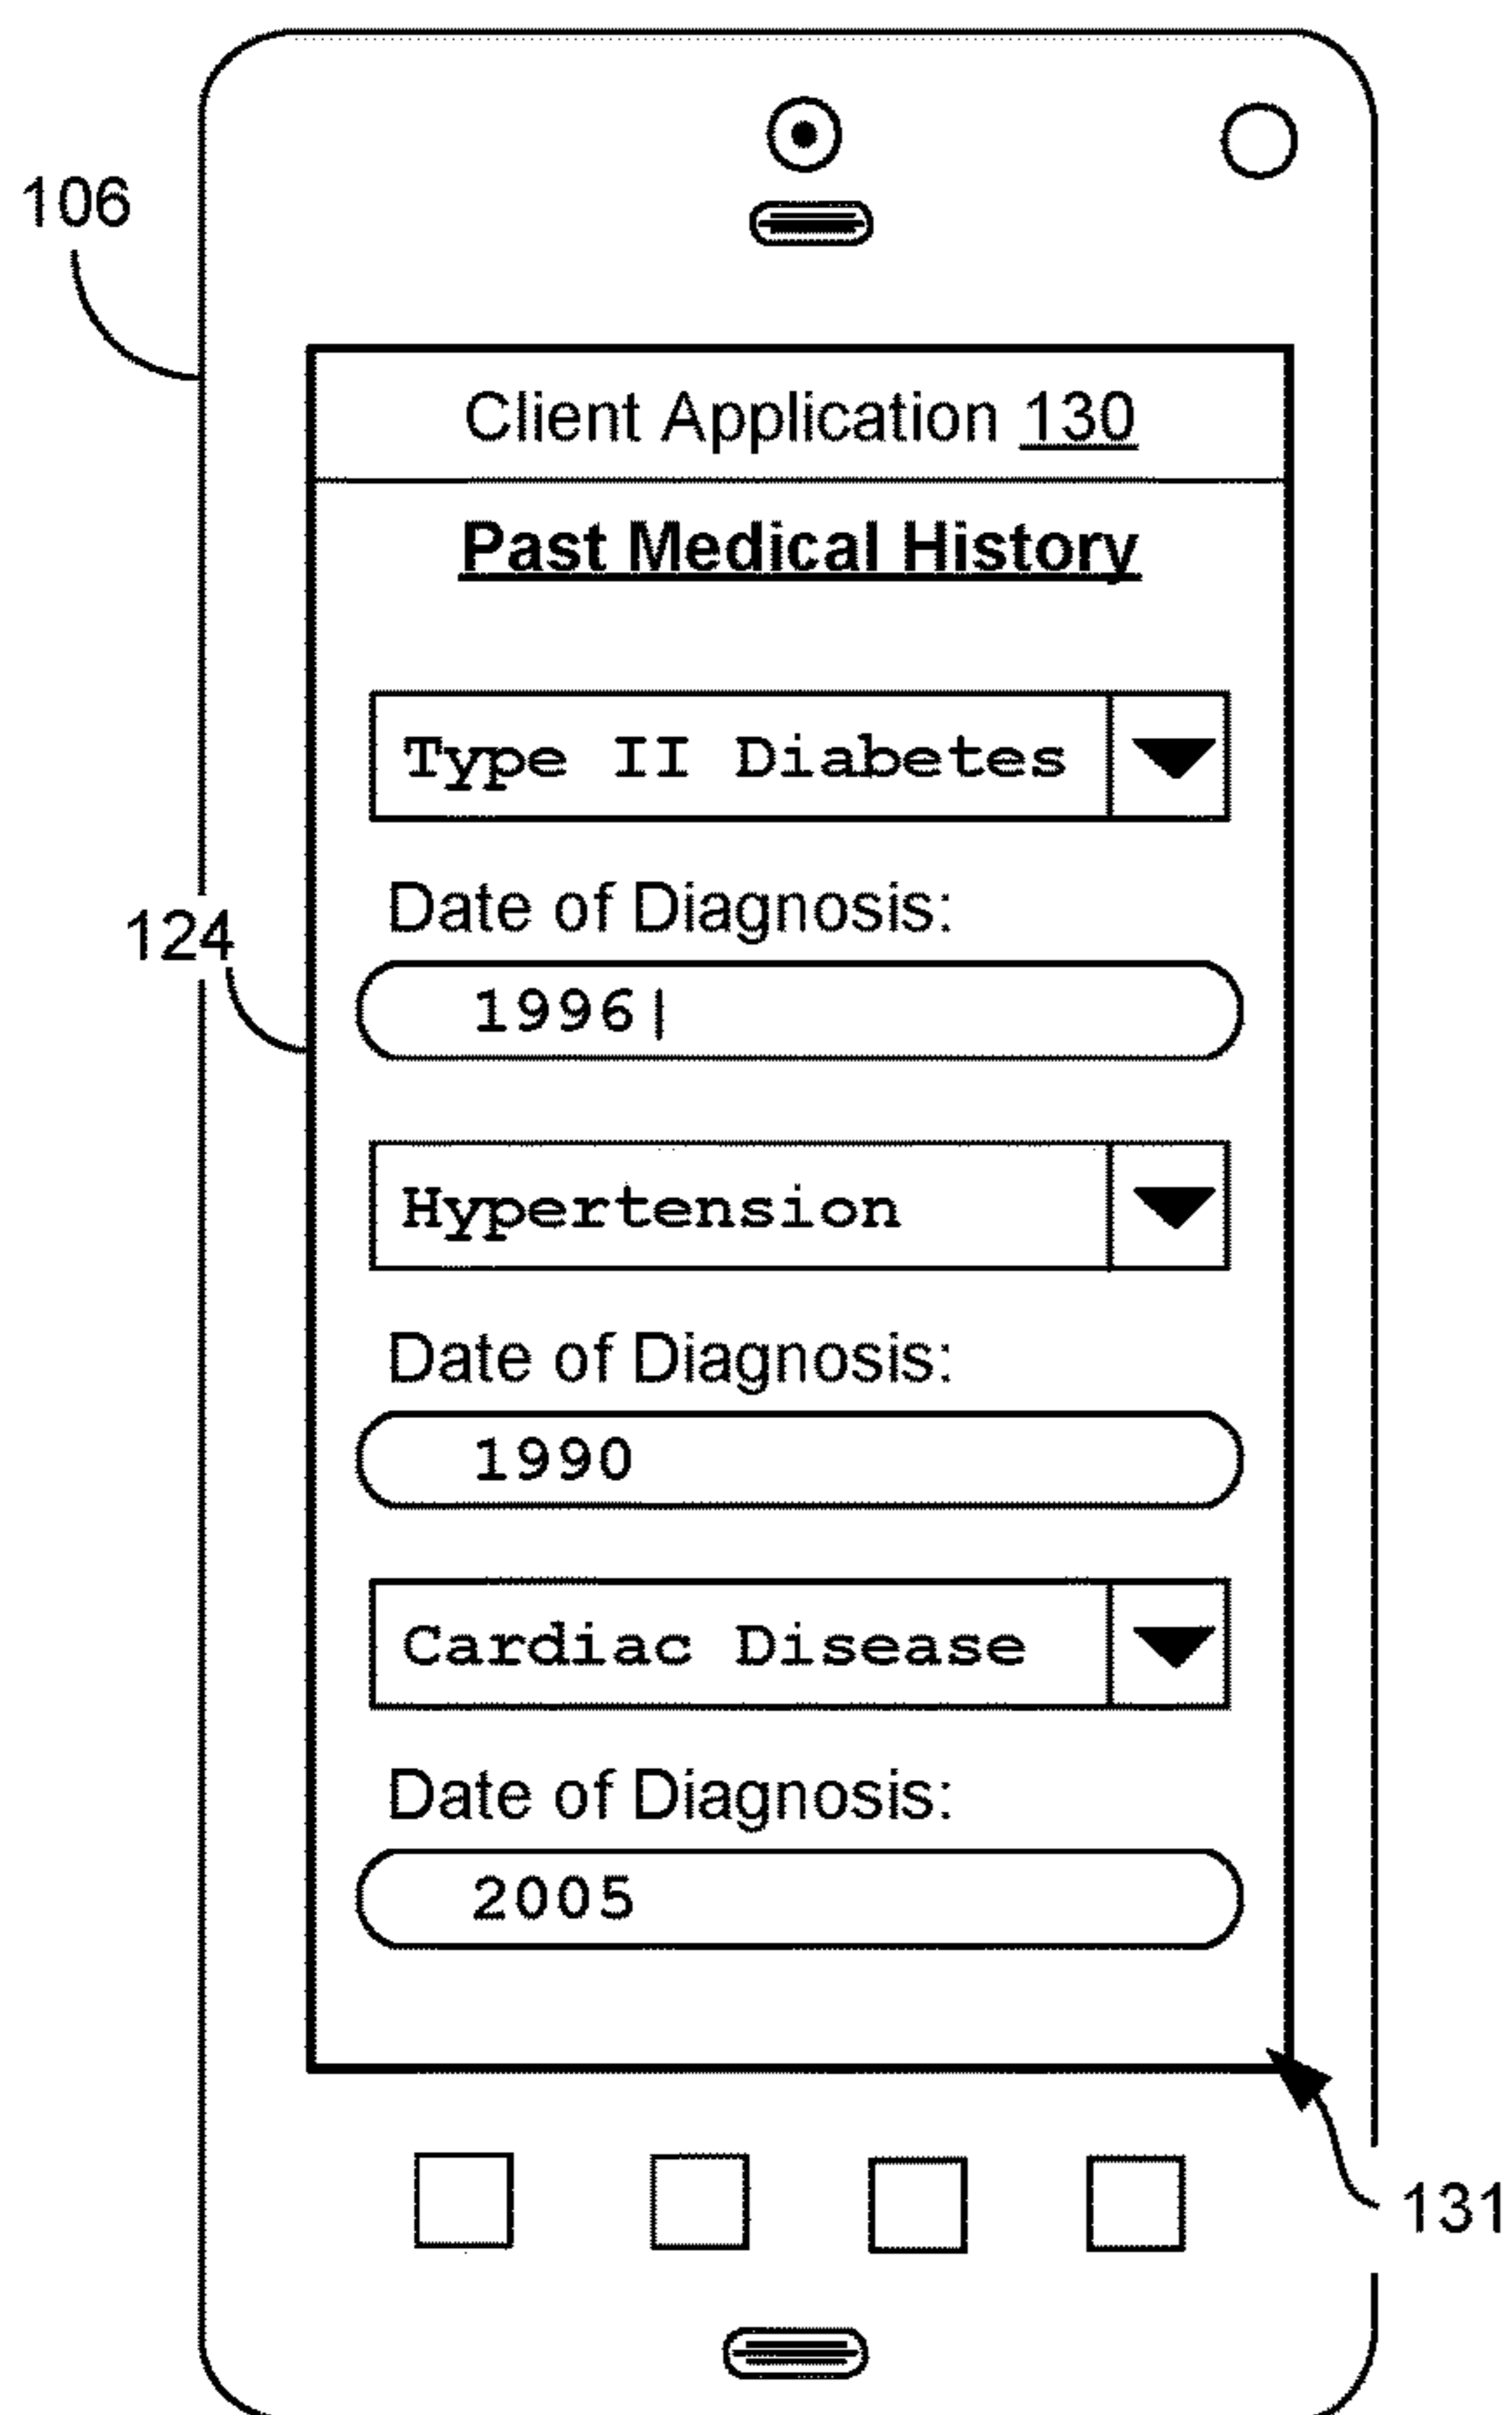 106
Client Application 130
Past Medical History
Type II Diabetes
Date of Diagnosis:
124
1996|
Hypertension
Date of Diagnosis:
1990
Cardiac Disease
Date of Diagnosis:
2005
131